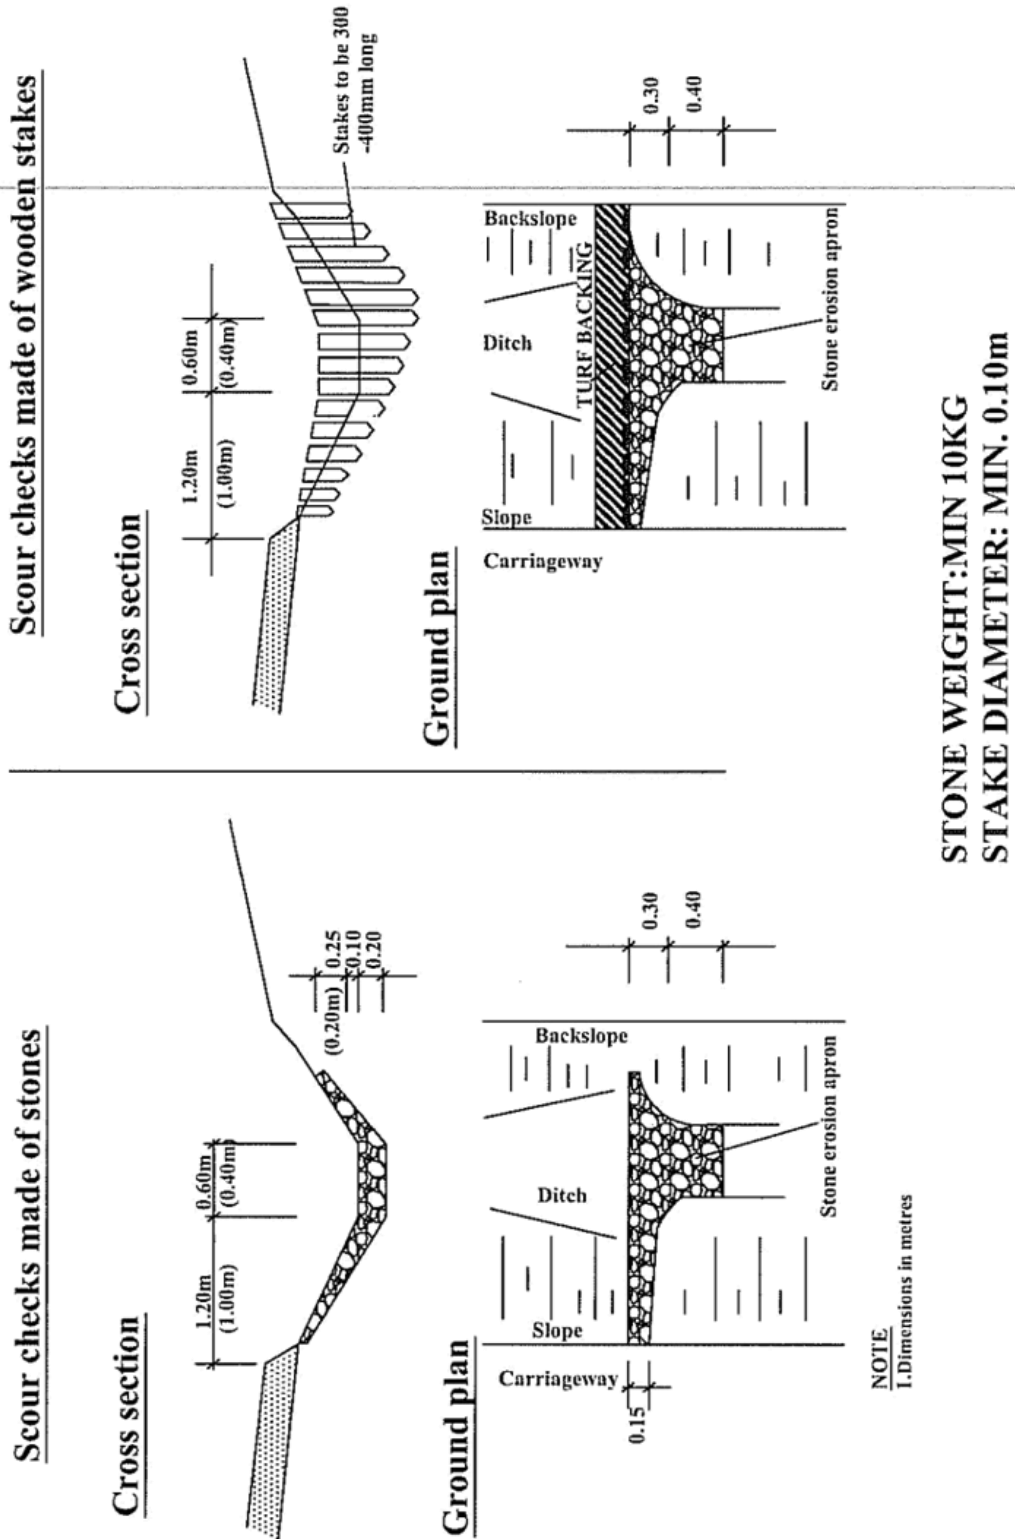 Scour checks made of stones
Cross section
1.20m
(1.00m)
0.60m
(0.40m)
(0.20m)
0.25
0.10
0.20
Ground plan
Carriageway
Slope
Ditch
Backslope
0.15
0.30
0.40
Stone erosion apron
NOTE
1.Dimensions in metres
Scour checks made of wooden stakes
Cross section
1.20m
(1.00m)
0.60m
(0.40m)
Stakes to be 300
-400mm long
Ground plan
Carriageway
Slope
Ditch
Backslope
TURF BACKING
0.30
0.40
Stone erosion apron
STONE WEIGHT:MIN 10KG
STAKE DIAMETER: MIN. 0.10m